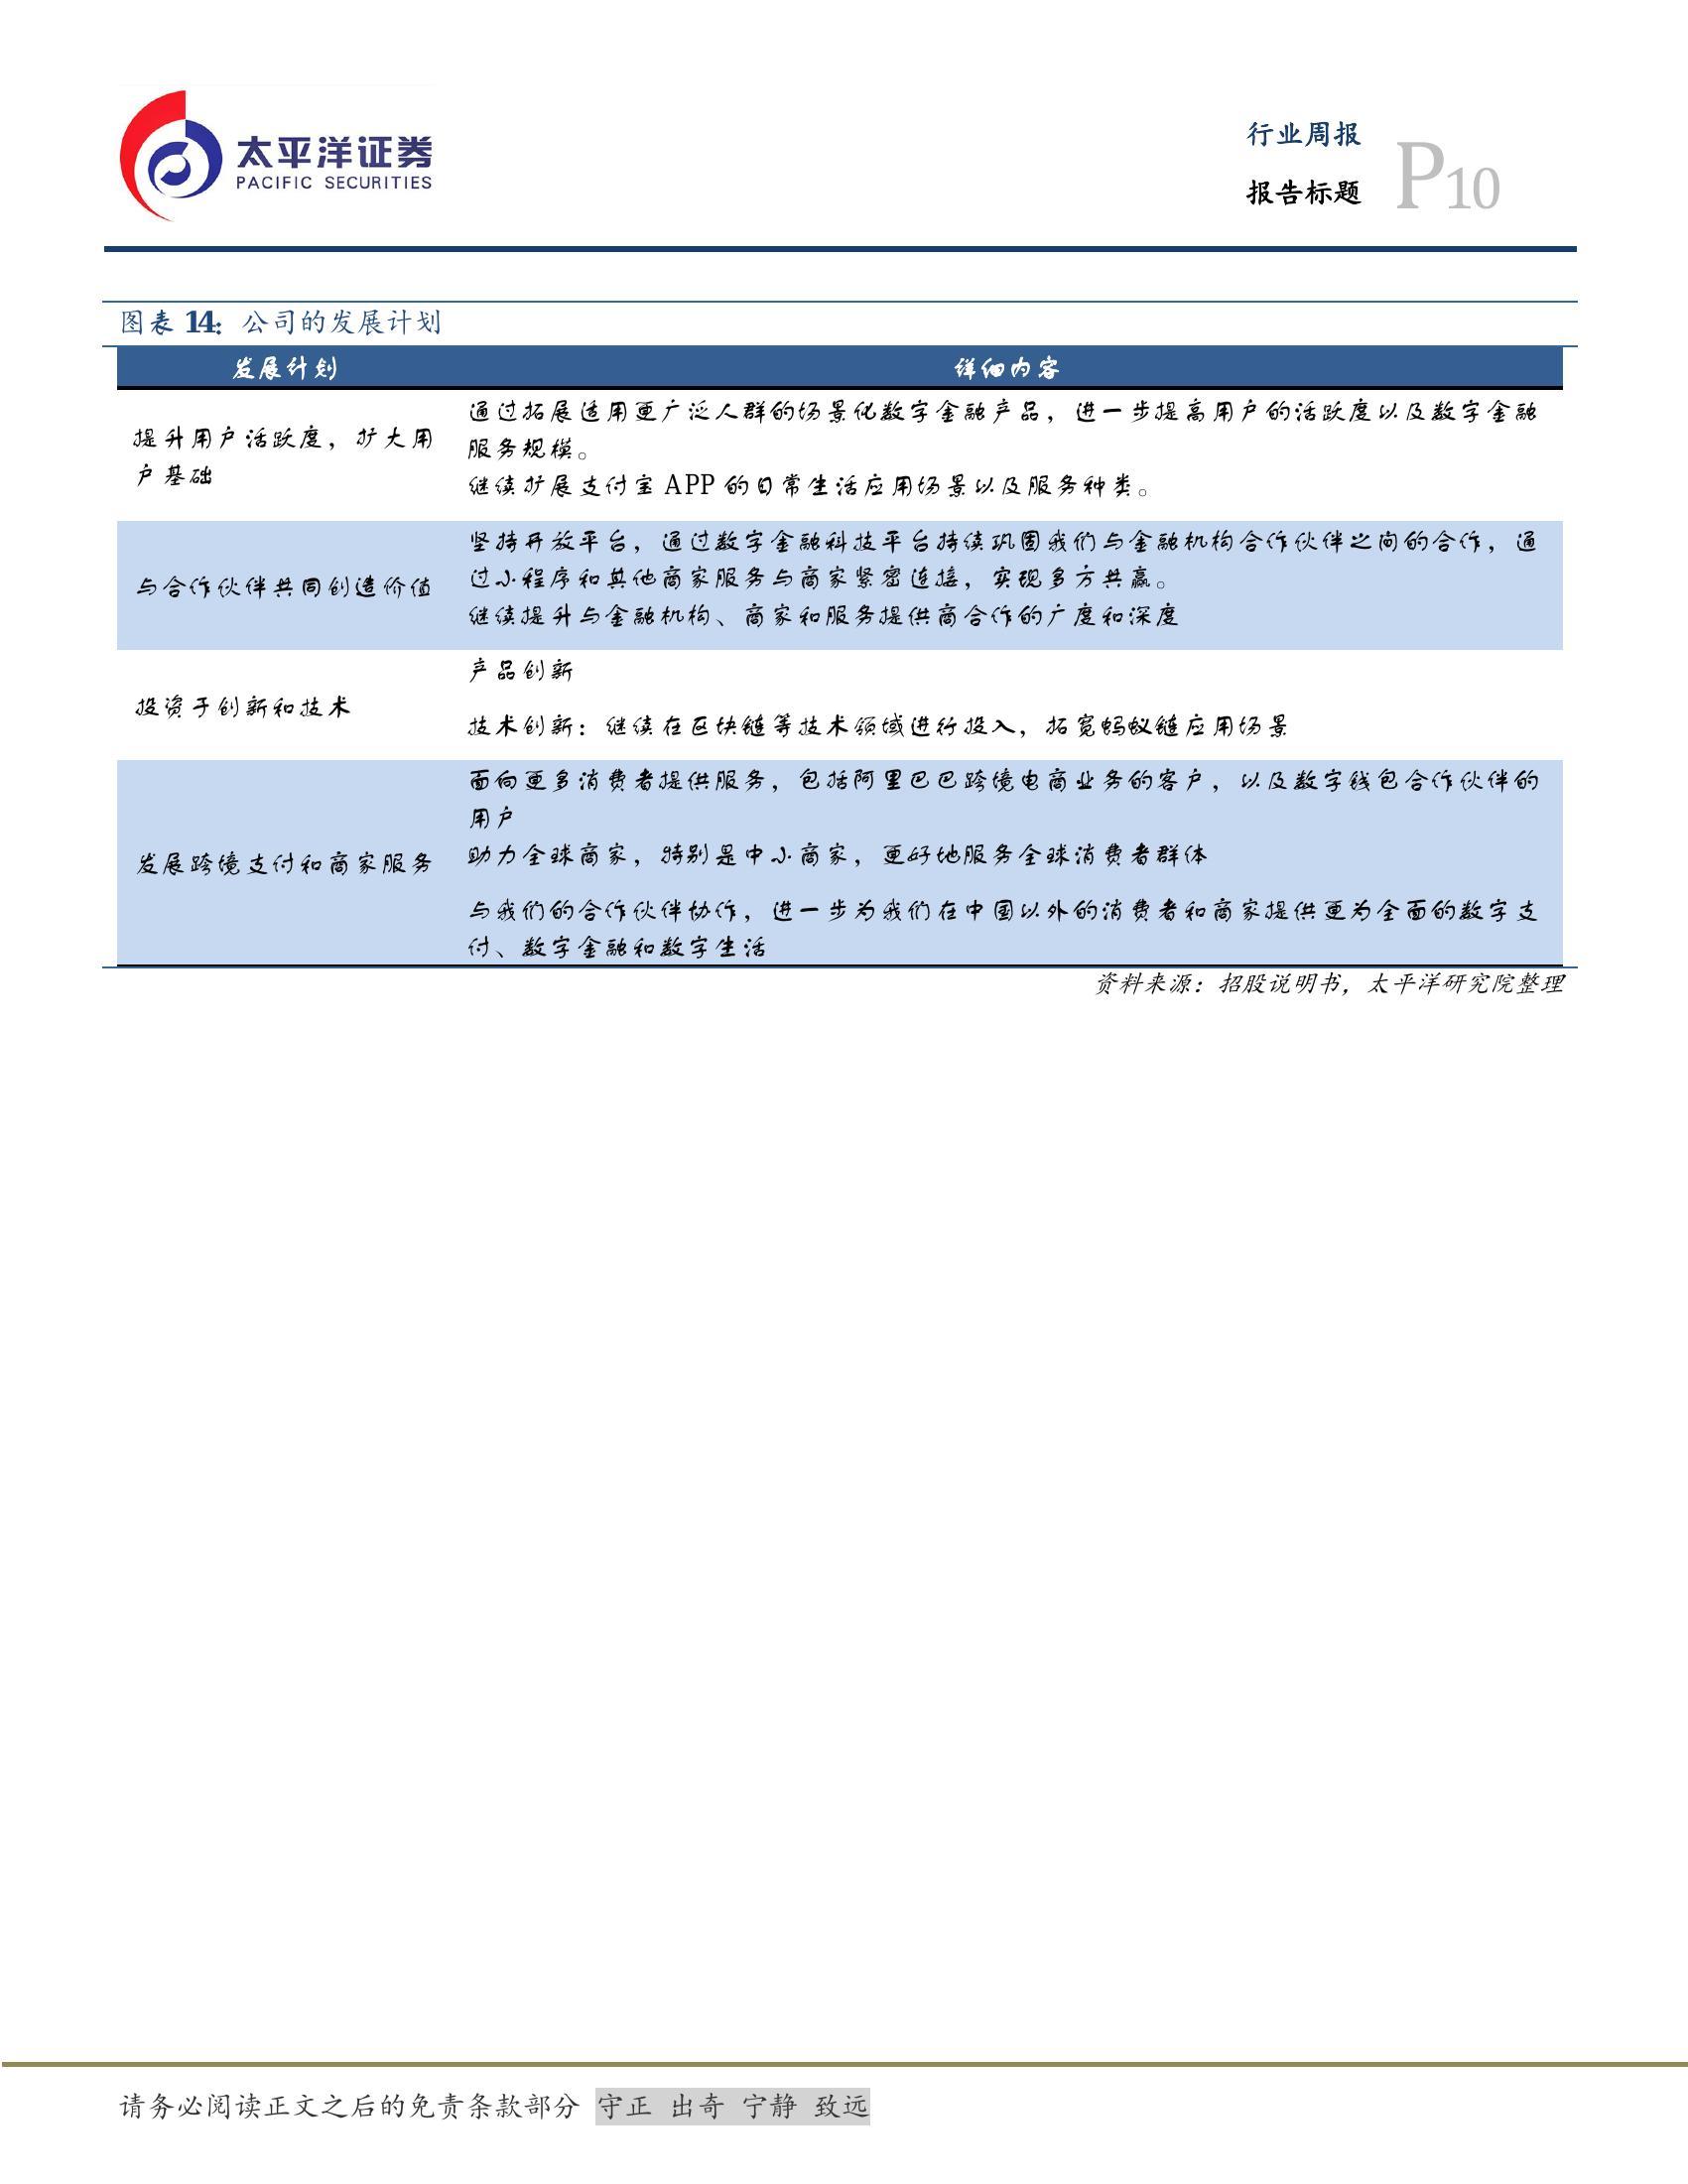 太平洋证券
PACIFIC SECURITIES
行业周报
报告标题
P10
图表 14：公司的发展计划
发展计划
详细内容
提升用户活跃度，扩大用
户基础
通过拓展适用更广泛人群的场景化数字金融产品，进一步提高用户的活跃度以及数字金融
服务规模。
继续扩展支付宝 APP 的日常生活应用场景以及服务种类。
与合作伙伴共同创造价值
坚持开放平台，通过数字金融科技平台持续巩固我们与金融机构合作伙伴之间的合作，通
过小程序和其他商家服务与商家紧密连接，实现多方共赢。
继续提升与金融机构、商家和服务提供商合作的广度和深度
投资于创新和技术
产品创新
技术创新：继续在区块链等技术领域进行投入，拓宽蚂蚁链应用场景
发展跨境支付和商家服务
面向更多消费者提供服务，包括阿里巴巴跨境电商业务的客户，以及数字钱包合作伙伴的
用户
助力全球商家，特别是中小商家，更好地服务全球消费者群体
与我们的合作伙伴协作，进一步为我们在中国以外的消费者和商家提供更为全面的数字支
付、数字金融和数字生活
资料来源：招股说明书，太平洋研究院整理
请务必阅读正文之后的免责条款部分 守正 出奇 宁静 致远